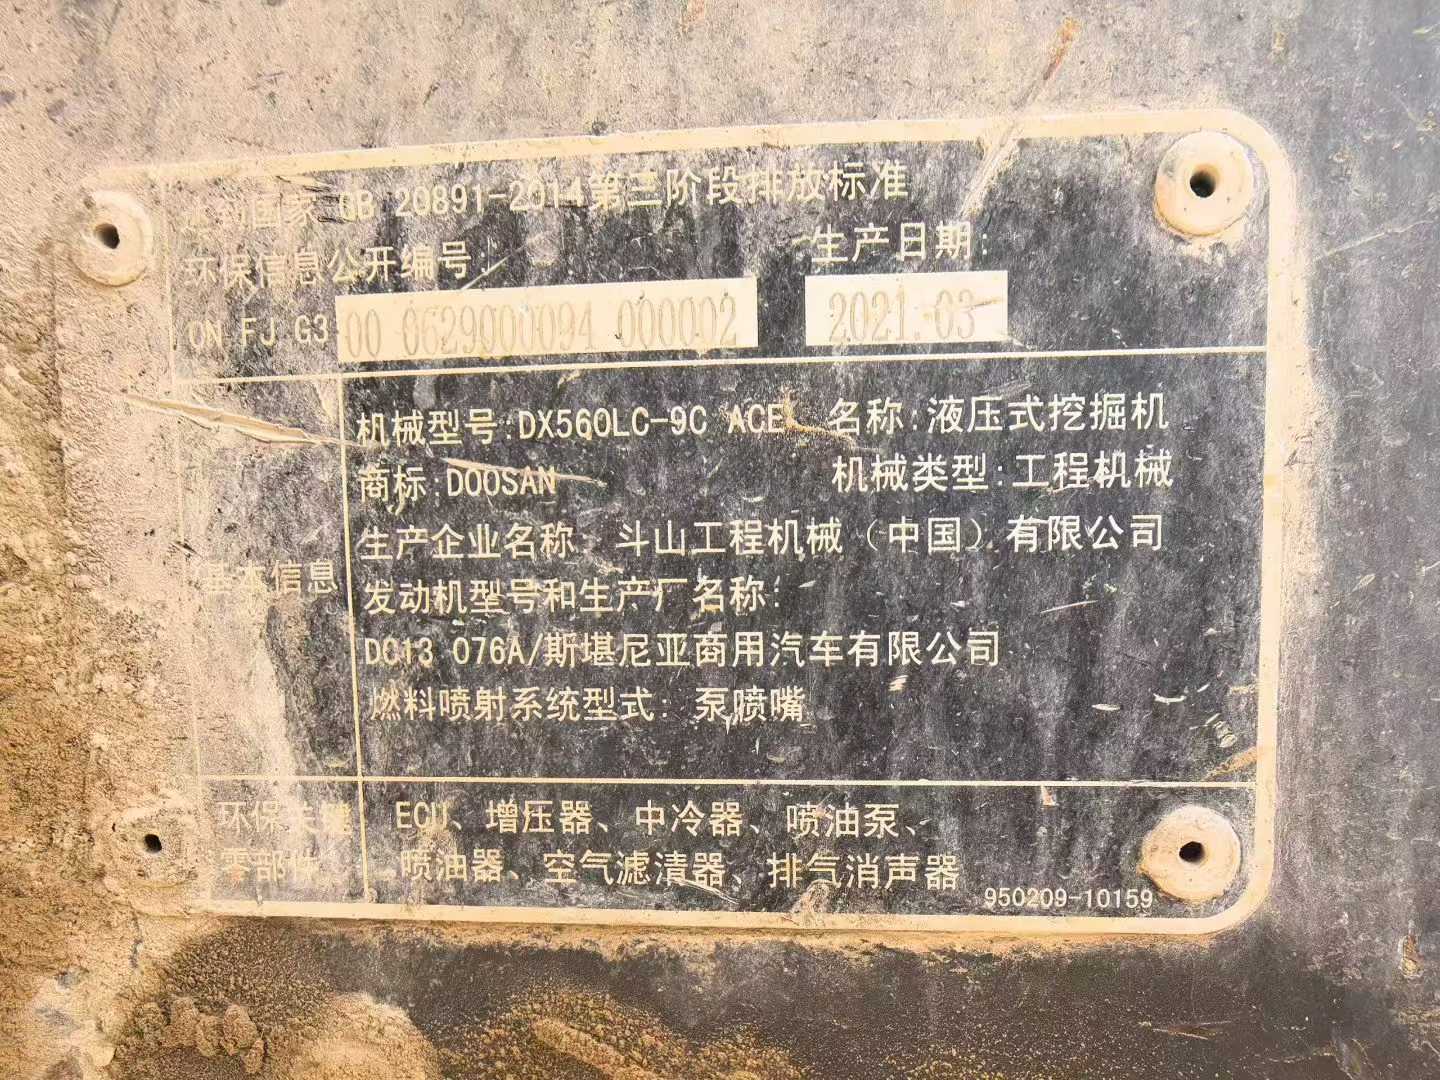 国家 GB 20891-2014第三阶段排放标准
环保信息公开编号: 生产日期:
CN FJ G3 00 0629000094 000002 2021.03
机械型号:DX560LC-9C ACE 名称:液压式挖掘机
商标:DOOSAN 机械类型:工程机械
生产企业名称: 斗山工程机械(中国)有限公司
基本信息
发动机型号和生产厂名称:
DC13 076A/斯堪尼亚商用汽车有限公司
燃料喷射系统型式: 泵喷嘴
环保关键 ECU、增压器、中冷器、喷油泵、
零部件 喷油器、空气滤清器、排气消声器
950209-10159